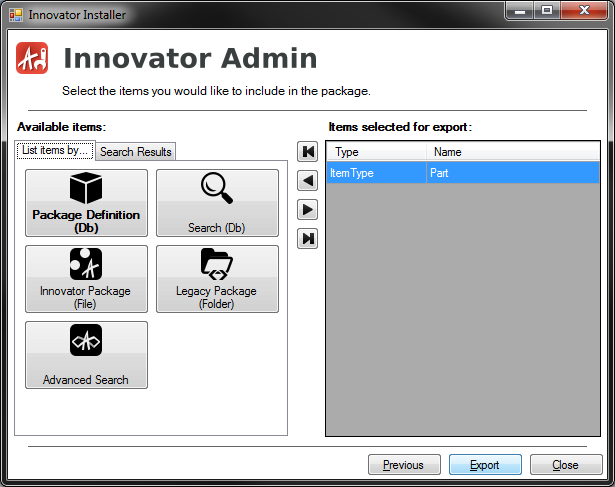 Innovator Installer
Innovator Admin
Select the items you would like to include in the package.
Available items:
List items by...
Search Results
Package Definition
(Db)
Search (Db)
Innovator Package
(File)
Legacy Package
(Folder)
Advanced Search
Items selected for export:
Type Name
ItemType Part
Previous Export Close